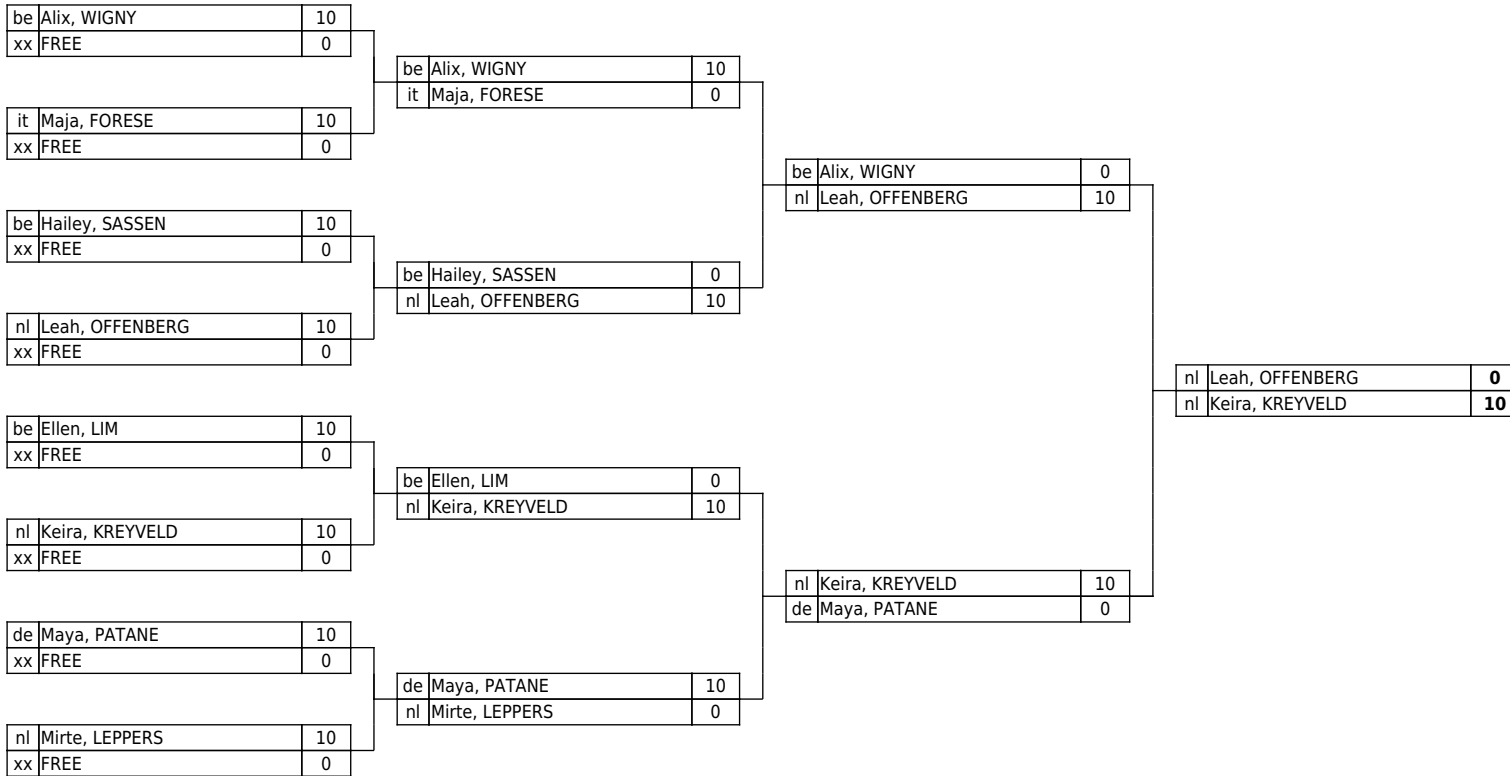 be Alix, WIGNY 10
xx FREE 0
be Alix, WIGNY 10
it Maja, FORESE 0
it Maja, FORESE 10
xx FREE 0
be Alix, WIGNY 0
nl Leah, OFFENBERG 10
be Hailey, SASSEN 10
xx FREE 0
be Hailey, SASSEN 0
nl Leah, OFFENBERG 10
nl Leah, OFFENBERG 10
xx FREE 0
nl Leah, OFFENBERG 0
nl Keira, KREYVELD 10
be Ellen, LIM 10
xx FREE 0
be Ellen, LIM 0
nl Keira, KREYVELD 10
nl Keira, KREYVELD 10
xx FREE 0
nl Keira, KREYVELD 10
de Maya, PATANE 0
de Maya, PATANE 10
xx FREE 0
de Maya, PATANE 10
nl Mirte, LEPPERS 0
nl Mirte, LEPPERS 10
xx FREE 0